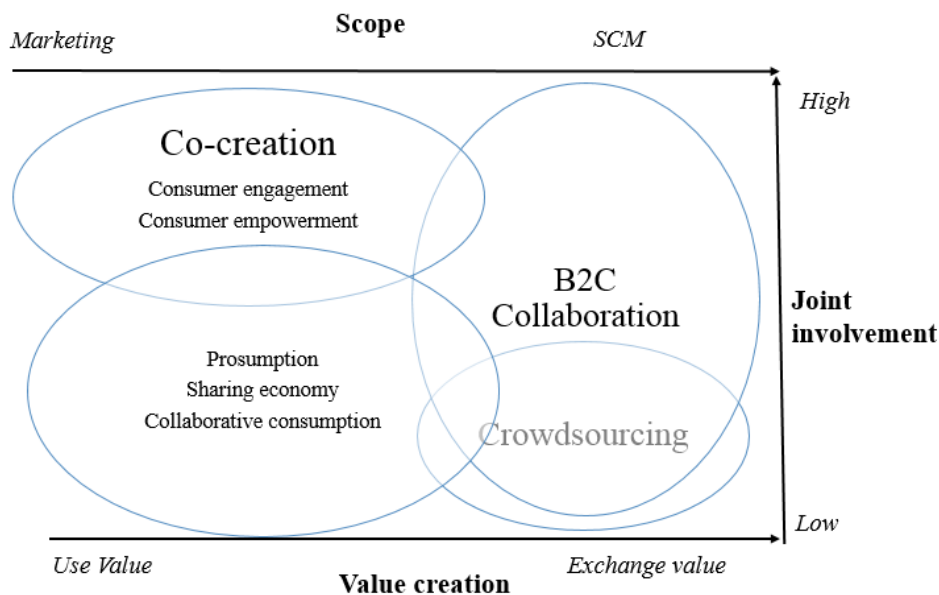 Scope
Marketing
SCM
High
Co-creation
Consumer engagement
Consumer empowerment
B2C
Collaboration
Joint
involvement
Prosumption
Sharing economy
Collaborative consumption
Crowdsourcing
Low
Use Value
Exchange value
Value creation